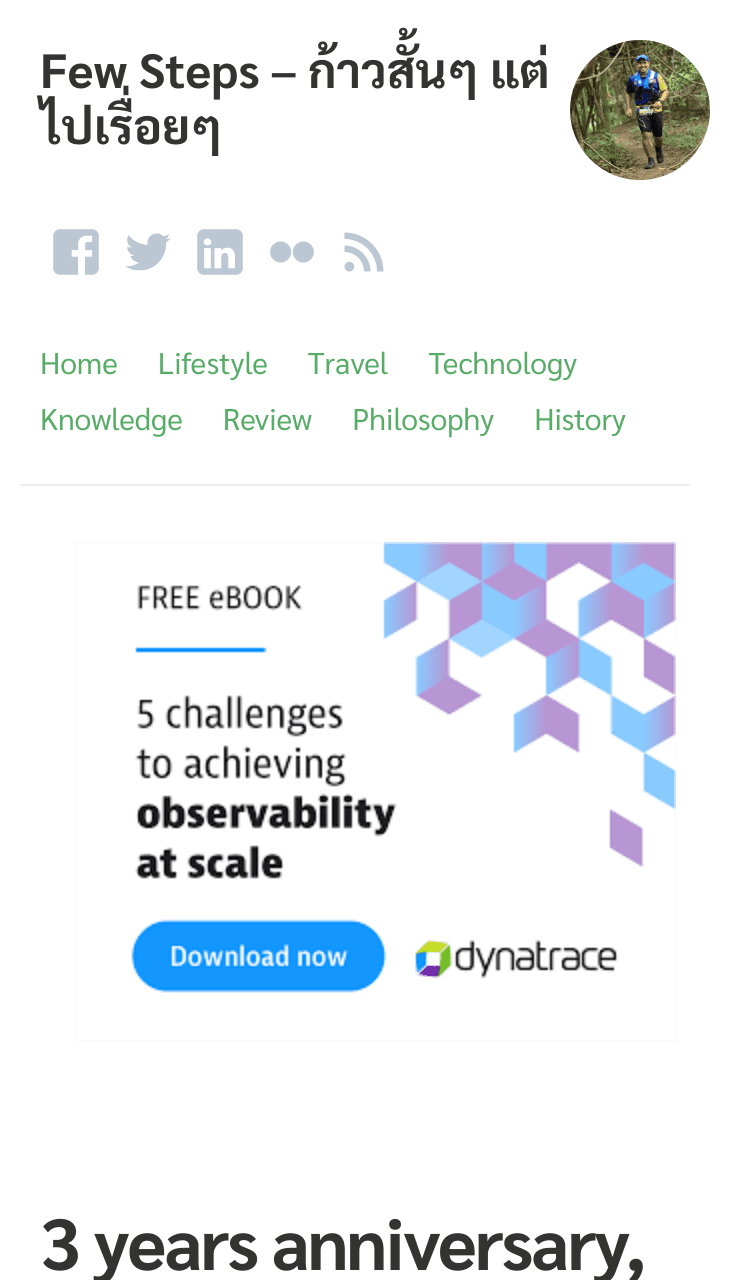 Few Steps – ก้าวสั้นๆ แต่
ไปเรื่อยๆ
Home Lifestyle Travel Technology
Knowledge Review Philosophy History
FREE eBOOK
5 challenges
to achieving
observability
at scale
Download now dynatrace
3 years anniversary,